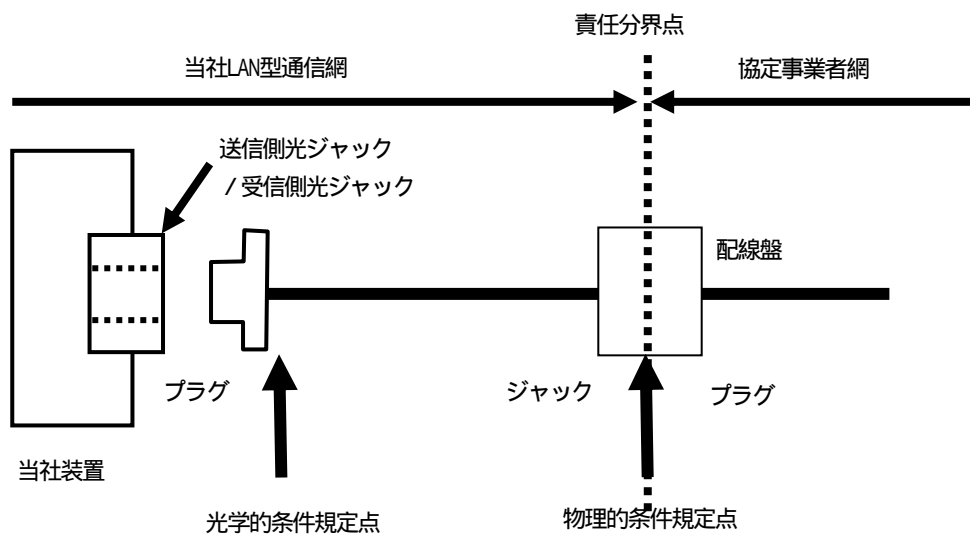 責任分界点
当社LAN型通信網
協定事業者網
送信側光ジャック
/受信側光ジャック
配線盤
プラグ
ジャック
プラグ
当社装置
光学的条件規定点
物理的条件規定点